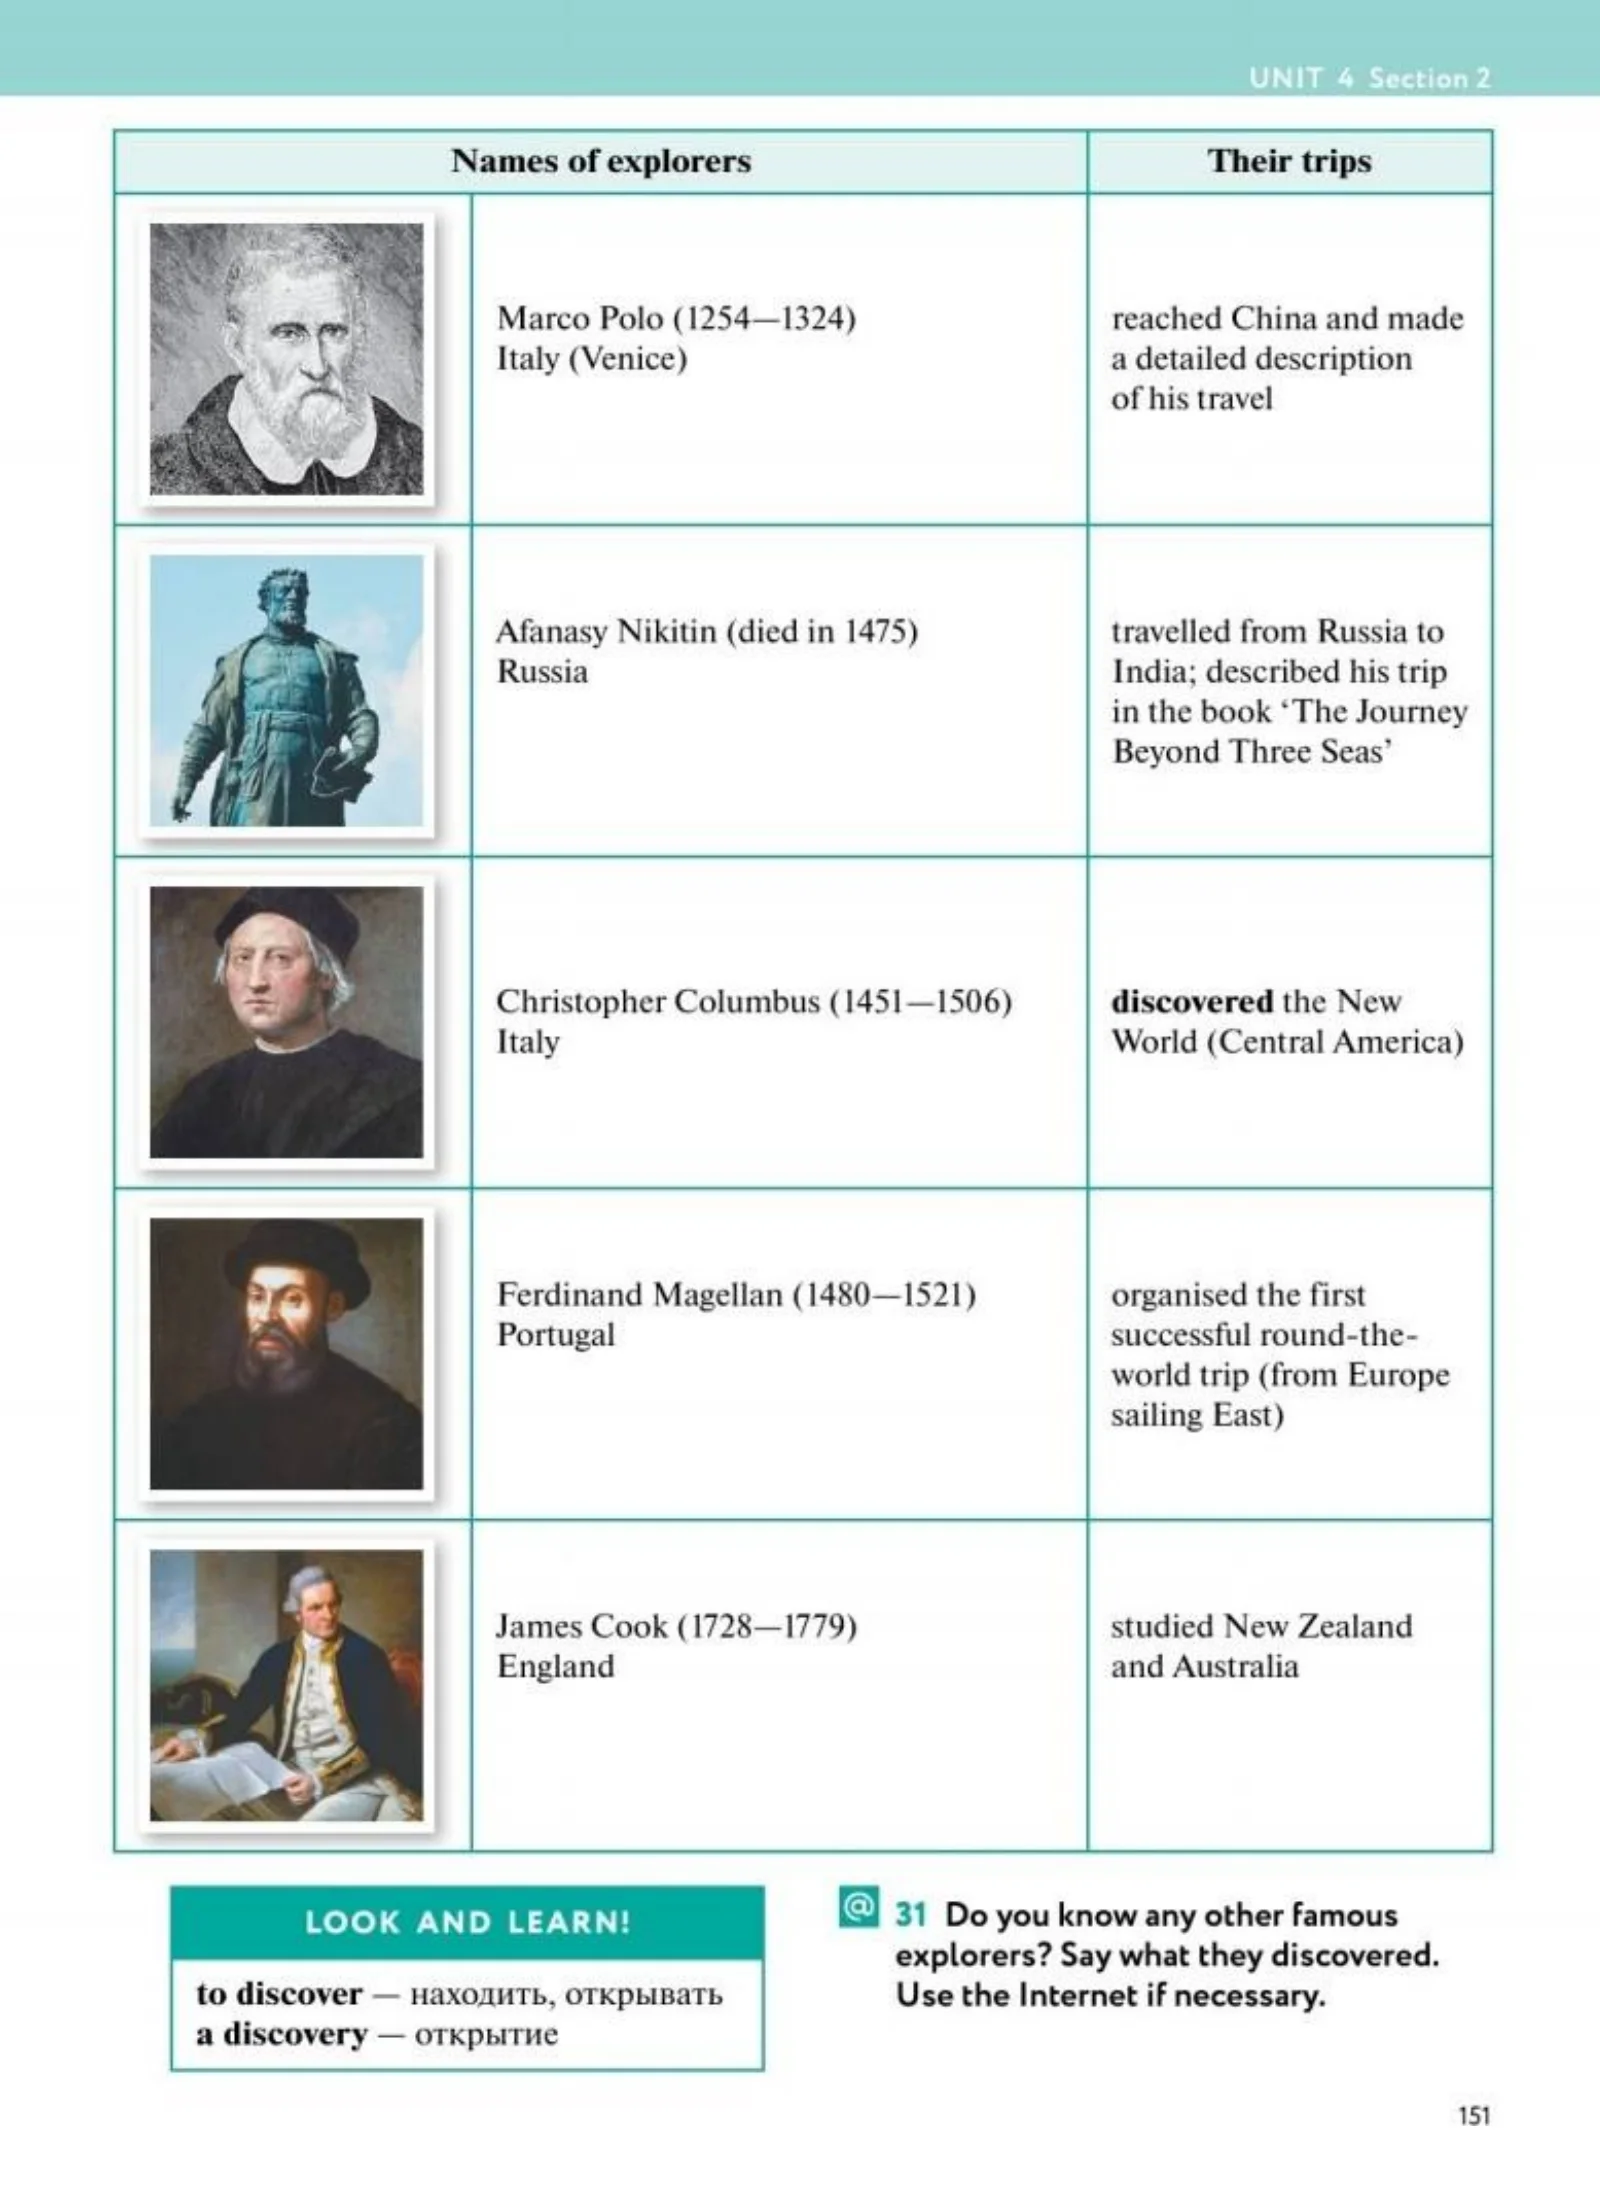 UNIT 4 Section 2
Names of explorers
Their trips
Marco Polo (1254—1324)
Italy (Venice)
reached China and made
a detailed description
of his travel
Afanasy Nikitin (died in 1475)
Russia
travelled from Russia to
India; described his trip
in the book ‘The Journey
Beyond Three Seas’
Christopher Columbus (1451—1506)
Italy
discovered the New
World (Central America)
Ferdinand Magellan (1480—1521)
Portugal
organised the first
successful round-the-
world trip (from Europe
sailing East)
James Cook (1728—1779)
England
studied New Zealand
and Australia
LOOK AND LEARN!
to discover — находить, открывать
a discovery — открытие
@ 31 Do you know any other famous
explorers? Say what they discovered.
Use the Internet if necessary.
151